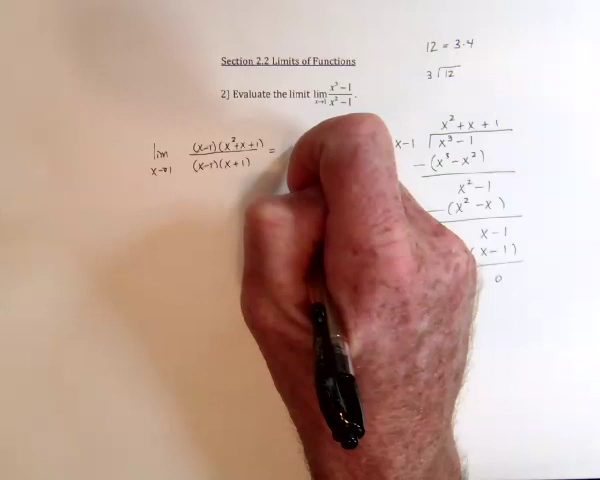 12 = 3·4
Section 2.2 Limits of Functions
3 √12
2) Evaluate the limit lim x→1 (x³−1)/(x²−1).
x² + x + 1
x−1 √x³ − 1
lim x→1 (x−1)(x²+x+1) / (x−1)(x+1) =
− (x³ − x²)
x² − 1
− (x² − x)
x − 1
(x − 1)
0